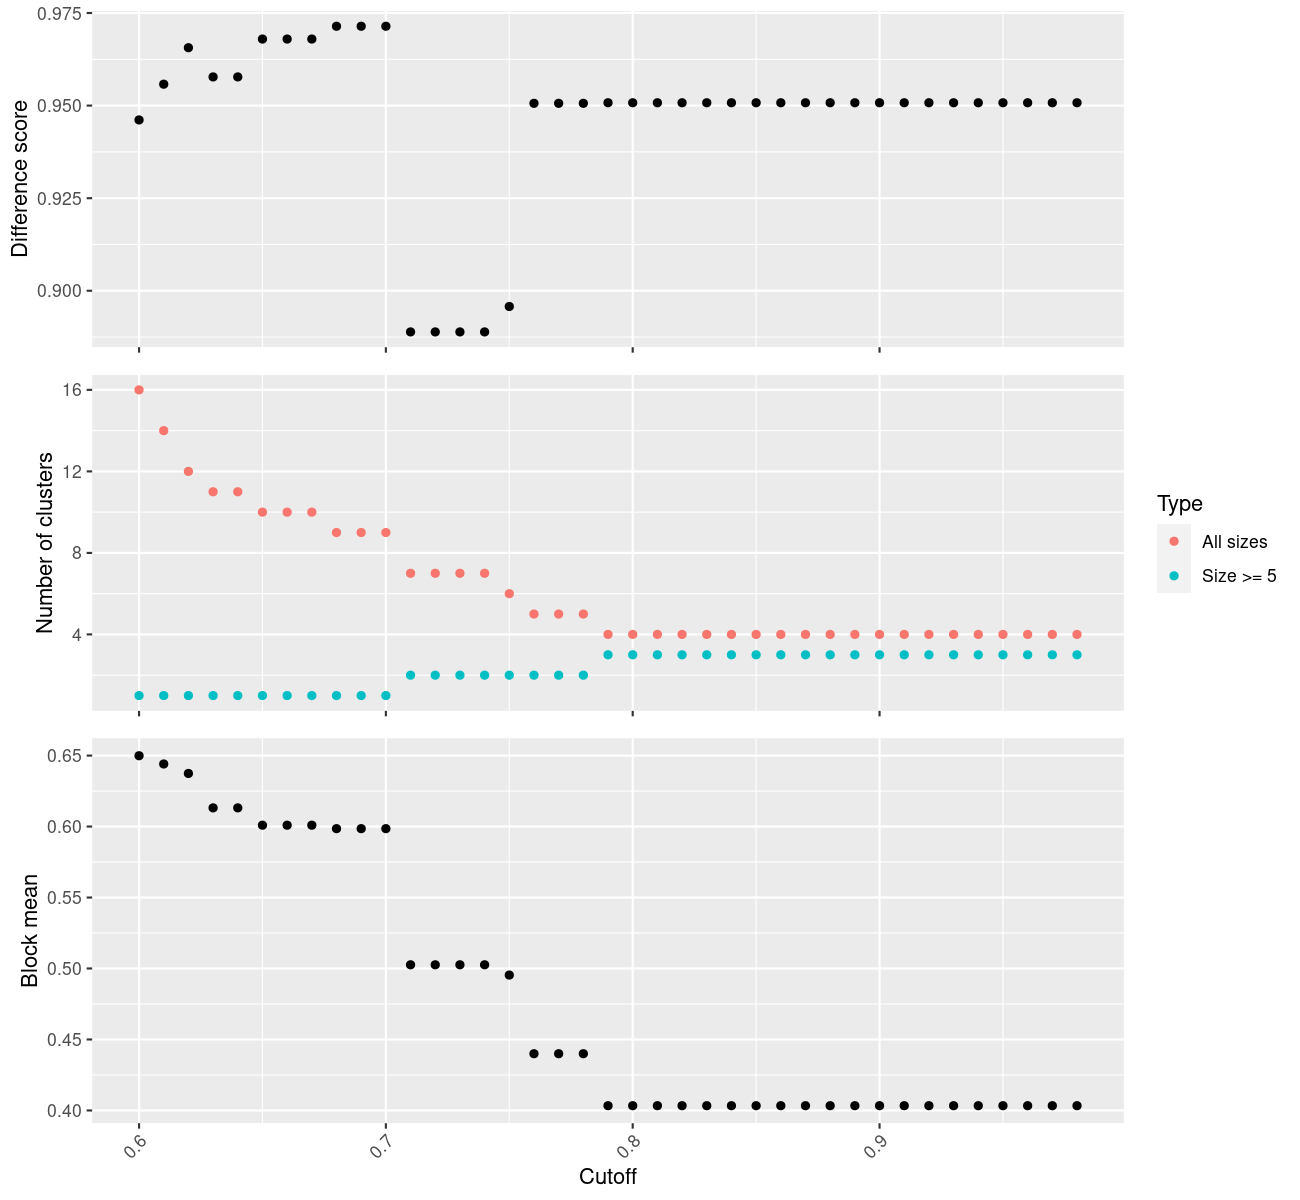 Difference score
0.975
0.950
0.925
0.900
Number of clusters
16
12
8
4
Type
All sizes
Size >= 5
Block mean
0.65
0.60
0.55
0.50
0.45
0.40
0.6 0.7 0.8 0.9
Cutoff